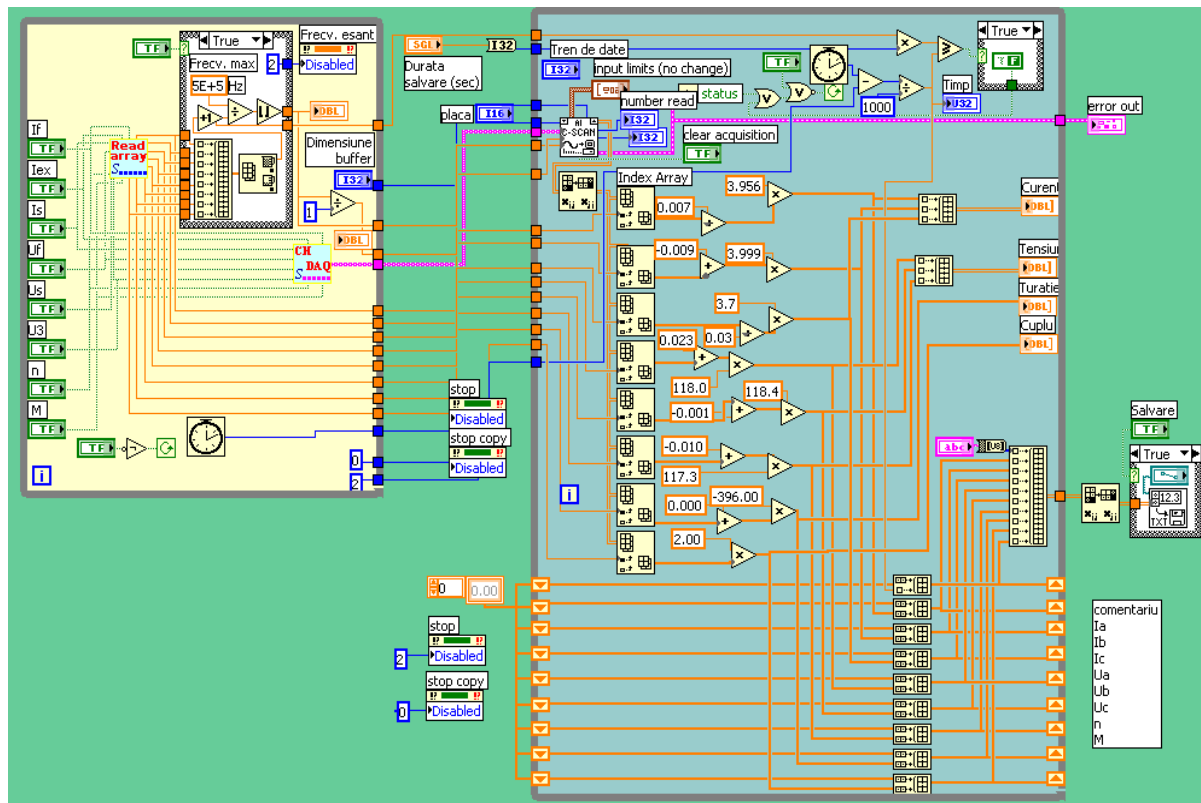 If
TF
Iex
TF
Is
TF
Uf
TF
Us
TF
U3
TF
n
TF
M
TF
TF
i
Read
array
S
TF
True
Frecv. max
5E+5
Hz
+1
2
Frecv. esant
Disabled
DBL
Dimensiune
buffer
I32
1
DBL
CH
DAQ
S
0
2
SGL
I32
Durata
salvare (sec)
placa
I16
stop
Disabled
stop copy
Disabled
Tren de date
I32
input limits (no change)
AI
C-SCAN
number read
I32
I32
clear acquisition
TF
status
TF
1000
Timp
U32
True
F
error out
Index Array
0.007
3.956
-0.009
3.999
3.7
0.03
0.023
118.0
118.4
-0.001
-0.010
117.3
-396.00
0.000
2.00
i
Curent
DBL]
Tensiu
DBL]
Turatie
DBL]
Cuplu
DBL]
abc
[U8]
Salvare
TF
True
12.3
TXT
0
0.00
stop
2
Disabled
stop copy
0
Disabled
comentariu
Ia
Ib
Ic
Ua
Ub
Uc
n
M